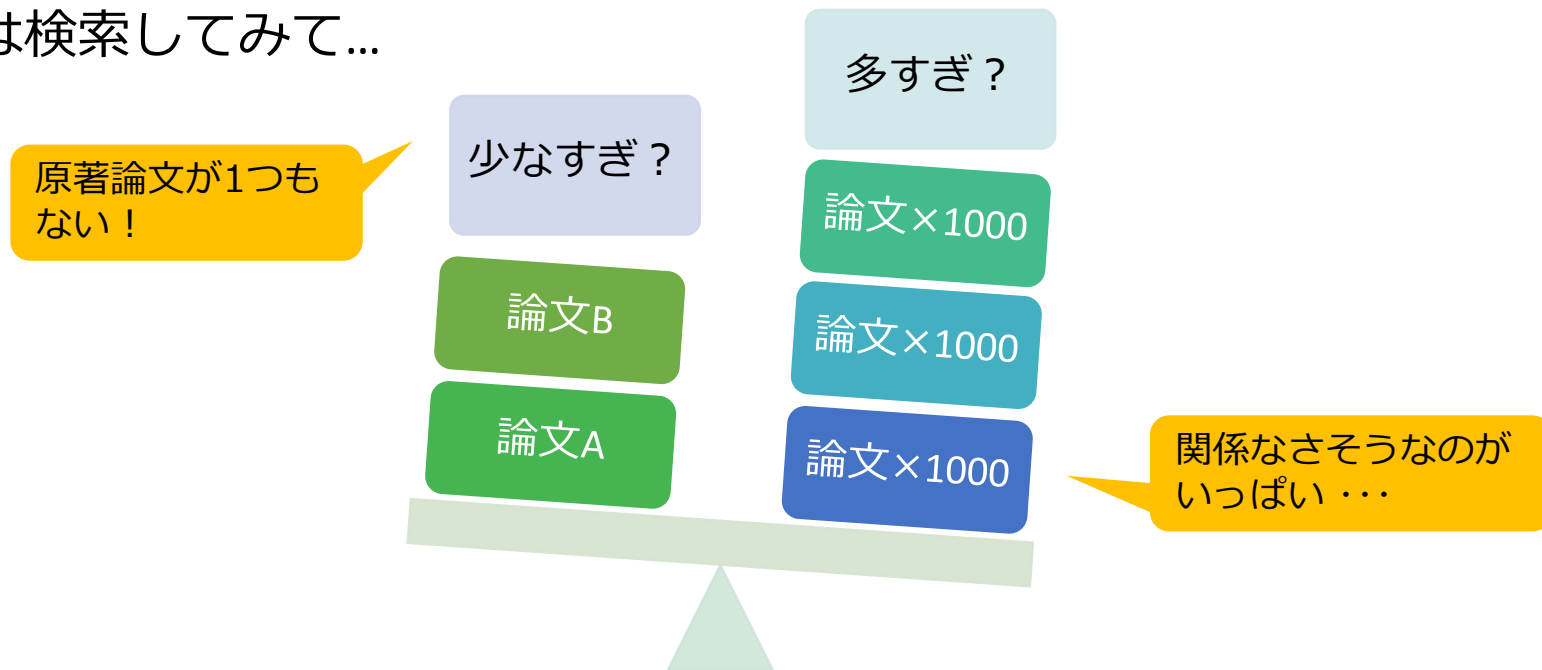 は検索してみて...
多すぎ？
少なすぎ？
原著論文が1つも
ない！
論文×1000
論文B
論文×1000
論文A
論文×1000
関係なさそうなのが
いっぱい ･･･